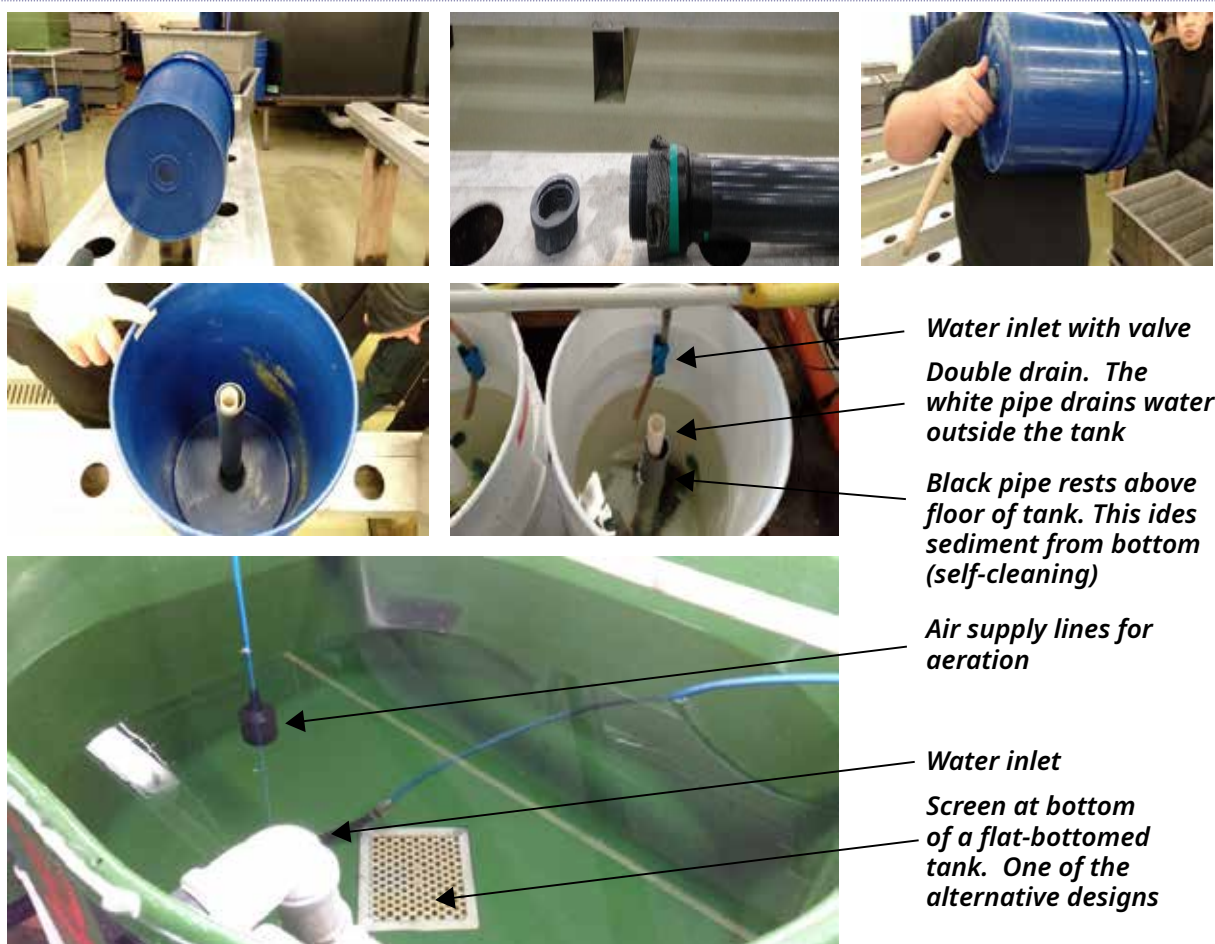 Water inlet with valve
Double drain.  The
white pipe drains water
outside the tank
Black pipe rests above
floor of tank. This ides
sediment from bottom
(self-cleaning)
Air supply lines for
aeration
Water inlet
Screen at bottom
of a flat-bottomed
tank.  One of the
alternative designs